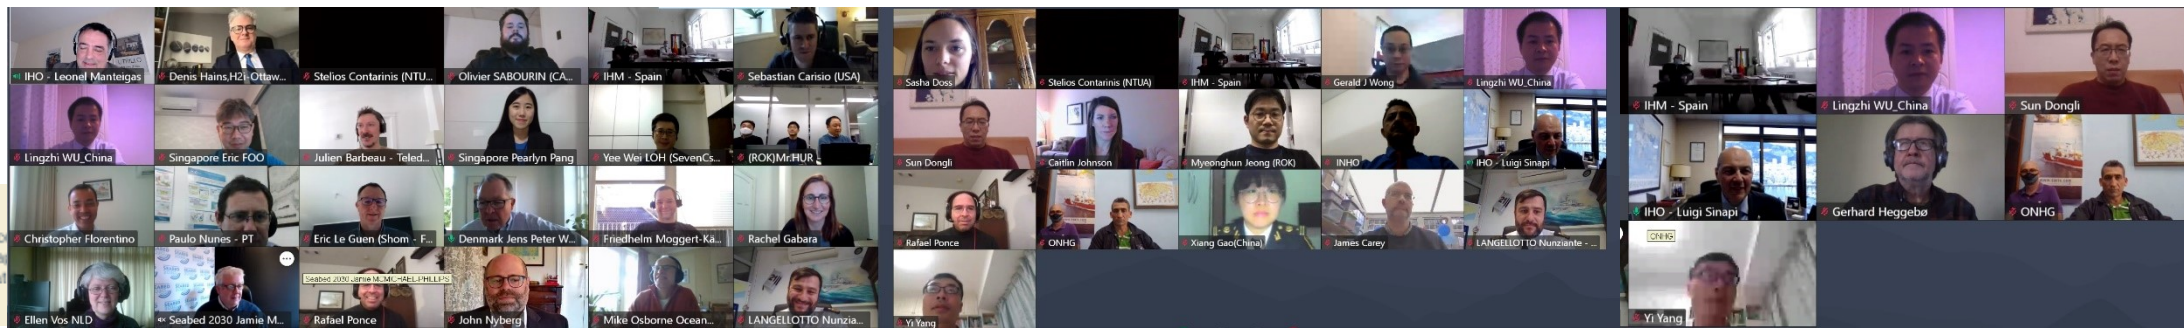 IHO - Leonel Manteigas
Denis Hains,H2i-Ottaw...
Stelios Contarinis (NTU...
Olivier SABOURIN (CA...
IHM - Spain
Sebastian Carisio (USA)
Lingzhi WU_China
Singapore Eric FOO
Julien Barbeau - Teled...
Singapore Pearlyn Pang
Yee Wei LOH (SevenCs...
(ROK)Mr.HUR
Christopher Florentino
Paulo Nunes - PT
Eric Le Guen (Shom - F...
Denmark Jens Peter W...
Friedhelm Moggert-Kä...
Rachel Gabara
Ellen Vos NLD
Seabed 2030 Jamie M...
Seabed 2030 Jamie MCMICHAEL-PHILLIPS
Rafael Ponce
John Nyberg
Mike Osborne Ocean...
LANGELLOTTO Nunzia...
Sasha Doss
Stelios Contarinis (NTUA)
IHM - Spain
Gerald J Wong
Lingzhi WU_China
Sun Dongli
Caitlin Johnson
Myeonghun Jeong (ROK)
INHO
IHO - Luigi Sinapi
Rafael Ponce
ONHG
Xiang Gao(China)
James Carey
LANGELLOTTO Nunziante - ...
Yi Yang
IHM - Spain
Lingzhi WU_China
Sun Dongli
IHO - Luigi Sinapi
Gerhard Heggebø
ONHG
ONHG
Yi Yang